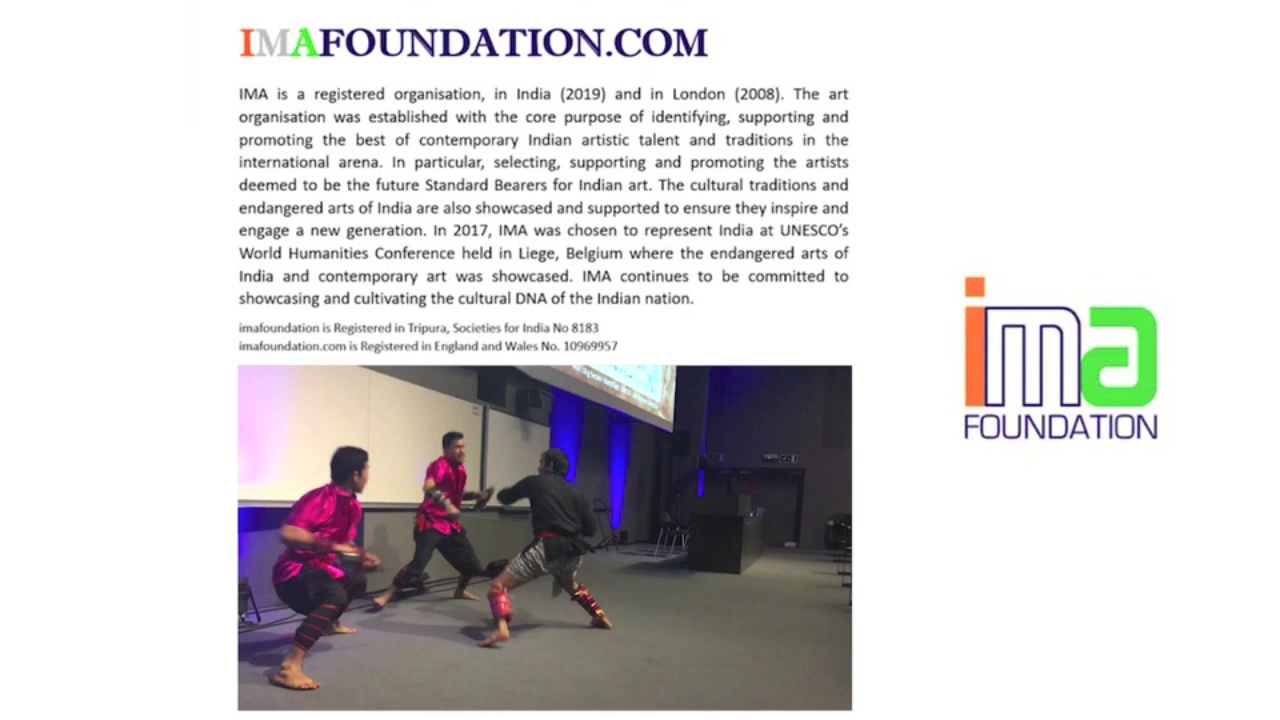 IMAFOUNDATION.COM
IMA is a registered organisation, in India (2019) and in London (2008). The art
organisation was established with the core purpose of identifying, supporting and
promoting the best of contemporary Indian artistic talent and traditions in the
international arena. In particular, selecting, supporting and promoting the artists
deemed to be the future Standard Bearers for Indian art. The cultural traditions and
endangered arts of India are also showcased and supported to ensure they inspire and
engage a new generation. In 2017, IMA was chosen to represent India at UNESCO’s
World Humanities Conference held in Liege, Belgium where the endangered arts of
India and contemporary art was showcased. IMA continues to be committed to
showcasing and cultivating the cultural DNA of the Indian nation.
imafoundation is Registered in Tripura, Societies for India No 8183
imafoundation.com is Registered in England and Wales No. 10969957
ima
FOUNDATION